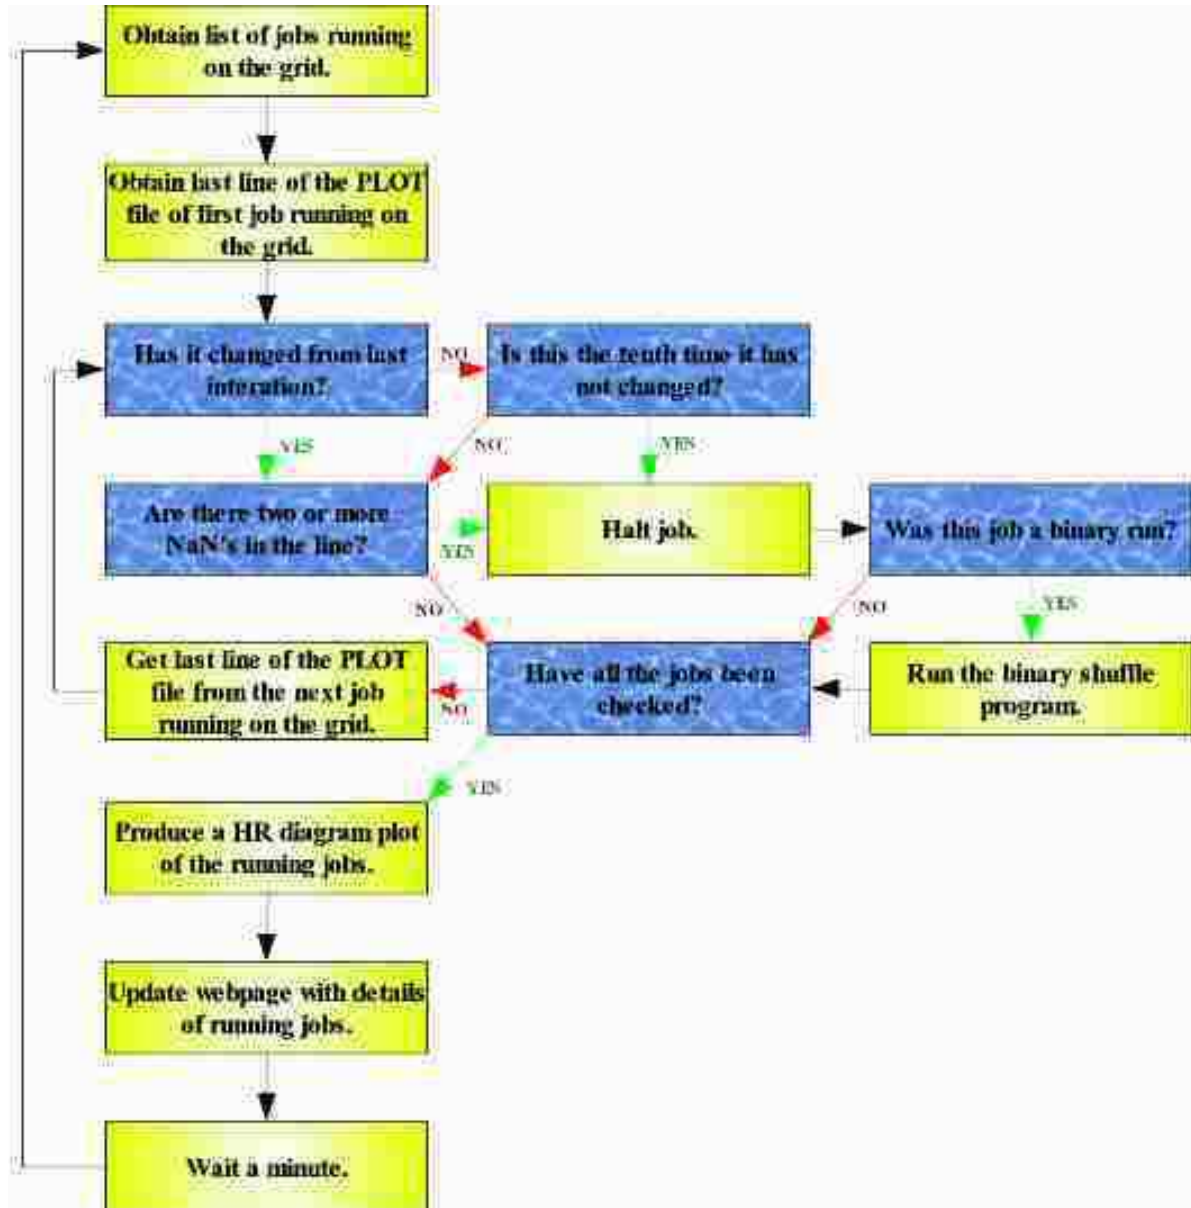 Obtain list of jobs running
on the grid.
Obtain last line of the PLOT
file of first job running on
the grid.
Has it changed from last
interation?
NO
Is this the tenth time it has
not changed?
YES
NO
YES
Are there two or more
NaN's in the line?
YES
Halt job.
Was this job a binary run?
NO
NO
YES
Get last line of the PLOT
file from the next job
running on the grid.
NO
Have all the jobs been
checked?
Run the binary shuffle
program.
YES
Produce a HR diagram plot
of the running jobs.
Update webpage with details
of running jobs.
Wait a minute.